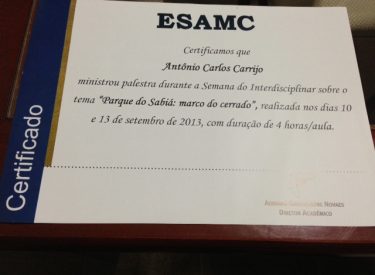 ESAMC
Certificamos que
Antônio Carlos Carrijo
ministrou palestra durante a Semana do Interdisciplinar sobre o
tema "Parque do Sabiá: marco do cerrado", realizada nos dias 10
e 13 de setembro de 2013, com duração de 4 horas/aula.
Novaes
Diretor Acadêmico
Certificado